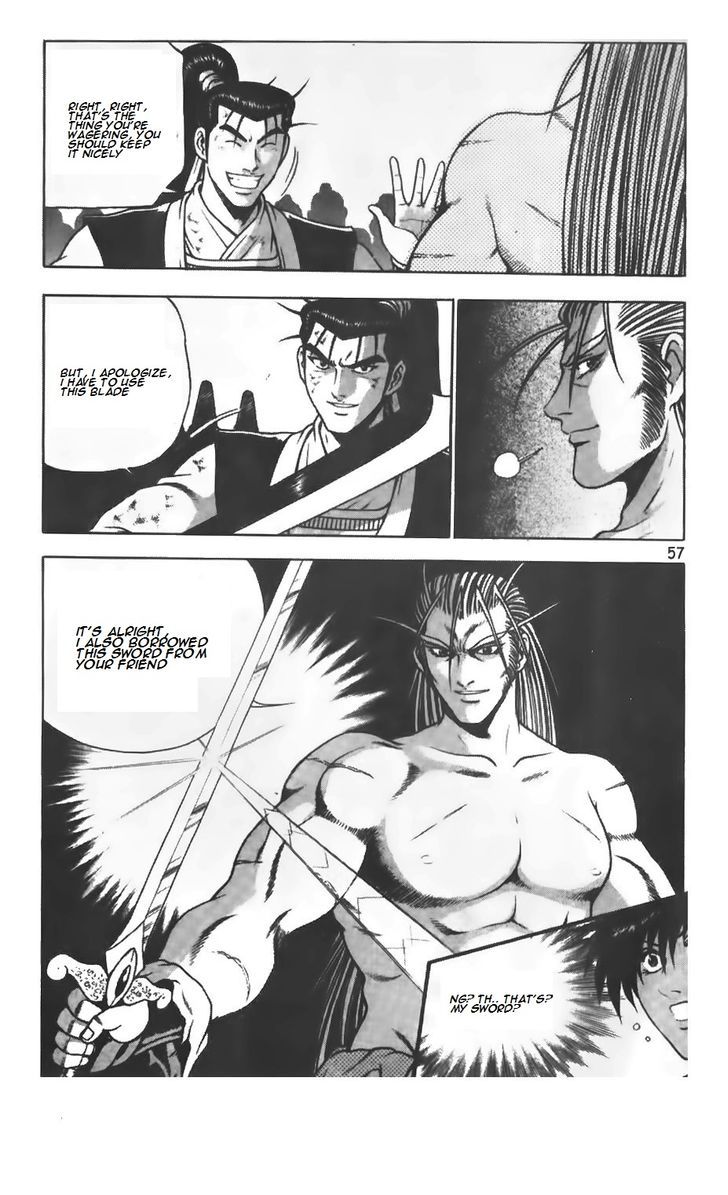 RIGHT, RIGHT,
THAT'S THE
THING YOU'RE
WAGERING, YOU
SHOULD KEEP
IT NICELY
BUT, I APOLOGIZE,
I HAVE TO USE
THIS BLADE
57
IT'S ALRIGHT,
I ALSO BORROWED
THIS SWORD FROM
YOUR FRIEND
NG? TH.. THAT'S?
MY SWORD?